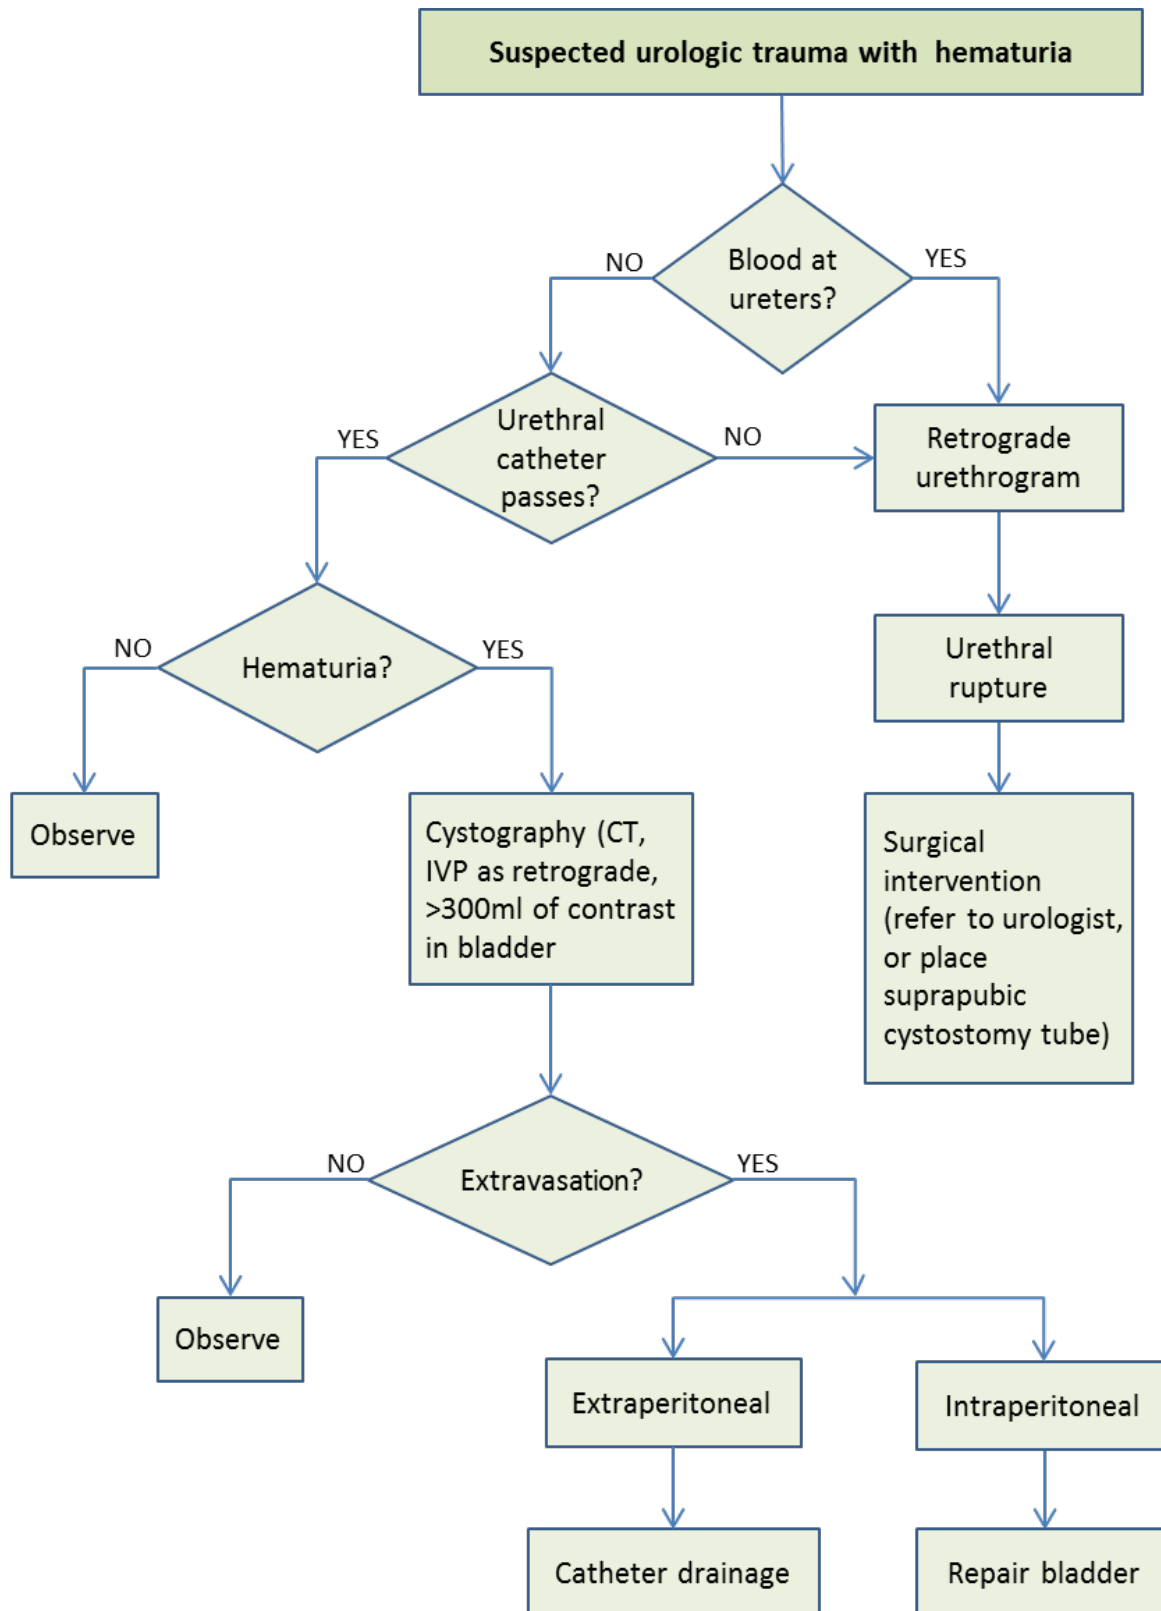 Suspected urologic trauma with hematuria
Blood at
ureters?
NO
YES
Urethral
catheter
passes?
YES
NO
Retrograde
urethrogram
Hematuria?
NO
YES
Urethral
rupture
Observe
Cystography (CT,
IVP as retrograde,
>300ml of contrast
in bladder
Surgical
intervention
(refer to urologist,
or place
suprapubic
cystostomy tube)
Extravasation?
NO
YES
Observe
Extraperitoneal
Intraperitoneal
Catheter drainage
Repair bladder